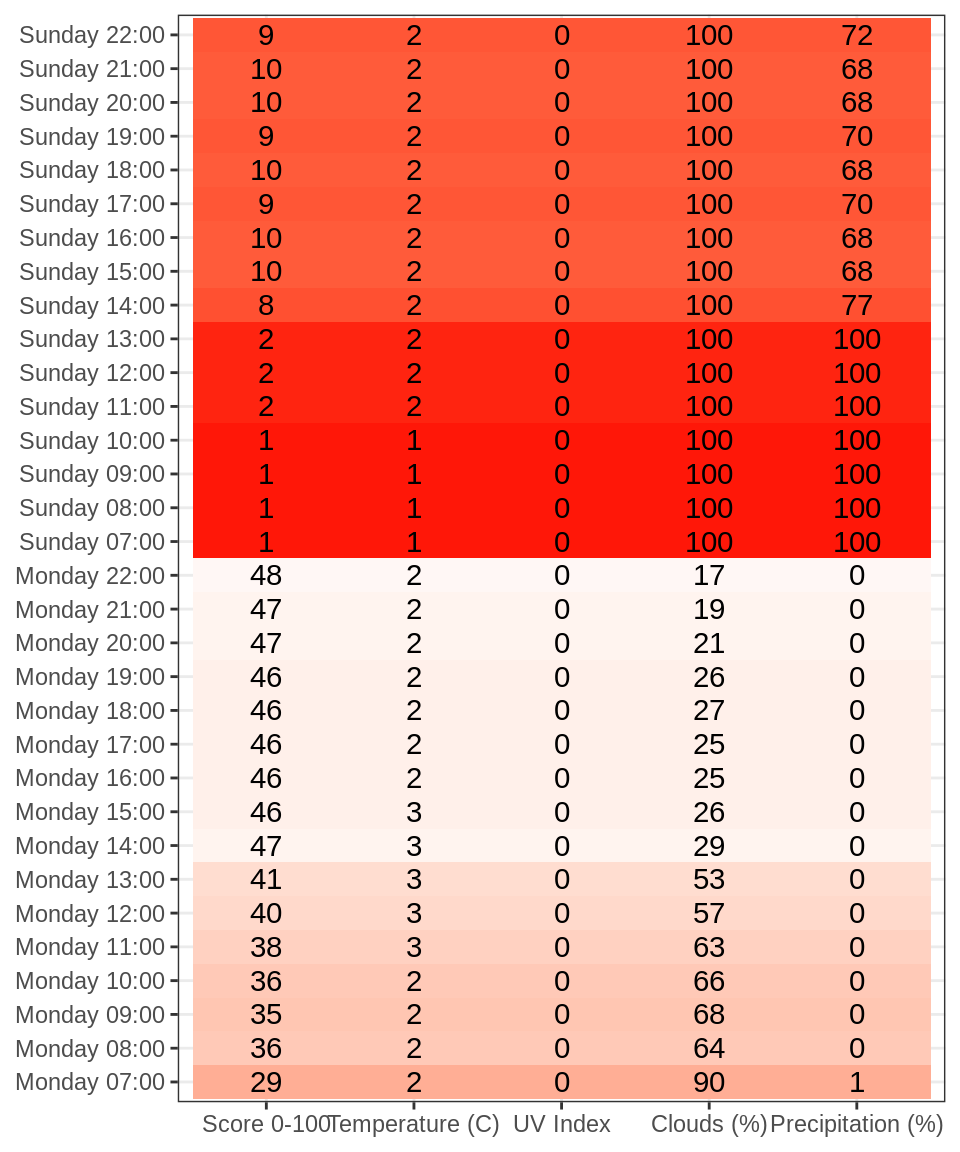 Sunday 22:00 9 2 0 100 72
Sunday 21:00 10 2 0 100 68
Sunday 20:00 10 2 0 100 68
Sunday 19:00 9 2 0 100 70
Sunday 18:00 10 2 0 100 68
Sunday 17:00 9 2 0 100 70
Sunday 16:00 10 2 0 100 68
Sunday 15:00 10 2 0 100 68
Sunday 14:00 8 2 0 100 77
Sunday 13:00 2 2 0 100 100
Sunday 12:00 2 2 0 100 100
Sunday 11:00 2 2 0 100 100
Sunday 10:00 1 1 0 100 100
Sunday 09:00 1 1 0 100 100
Sunday 08:00 1 1 0 100 100
Sunday 07:00 1 1 0 100 100
Monday 22:00 48 2 0 17 0
Monday 21:00 47 2 0 19 0
Monday 20:00 47 2 0 21 0
Monday 19:00 46 2 0 26 0
Monday 18:00 46 2 0 27 0
Monday 17:00 46 2 0 25 0
Monday 16:00 46 2 0 25 0
Monday 15:00 46 3 0 26 0
Monday 14:00 47 3 0 29 0
Monday 13:00 41 3 0 53 0
Monday 12:00 40 3 0 57 0
Monday 11:00 38 3 0 63 0
Monday 10:00 36 2 0 66 0
Monday 09:00 35 2 0 68 0
Monday 08:00 36 2 0 64 0
Monday 07:00 29 2 0 90 1
Score 0-100 Temperature (C) UV Index Clouds (%) Precipitation (%)